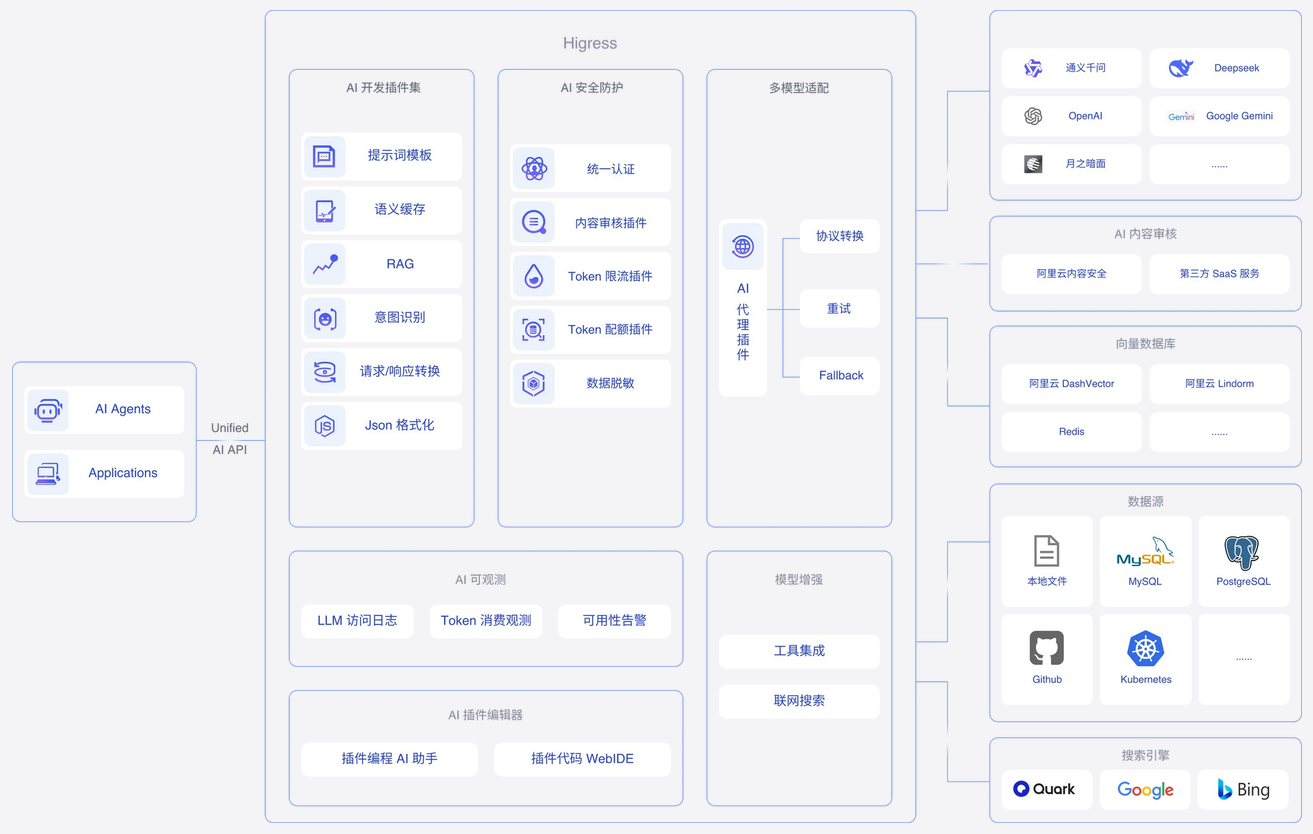 AI Agents
Applications
Unified
AI API
Higress
AI 开发插件集
提示词模板
语义缓存
RAG
意图识别
请求/响应转换
JS
Json 格式化
AI 安全防护
统一认证
内容审核插件
Token 限流插件
Token 配额插件
数据脱敏
多模型适配
AI
代
理
插
件
协议转换
重试
Fallback
AI 可观测
LLM 访问日志
Token 消费观测
可用性告警
AI 插件编辑器
插件编程 AI 助手
插件代码 WebIDE
模型增强
工具集成
联网搜索
通义千问
Deepseek
OpenAI
Gemini Google Gemini
月之暗面
......
AI 内容审核
阿里云内容安全
第三方 SaaS 服务
向量数据库
阿里云 DashVector
阿里云 Lindorm
Redis
......
数据源
本地文件
MySQL
MySQL
PostgreSQL
Github
Kubernetes
......
搜索引擎
Quark
Google
Bing